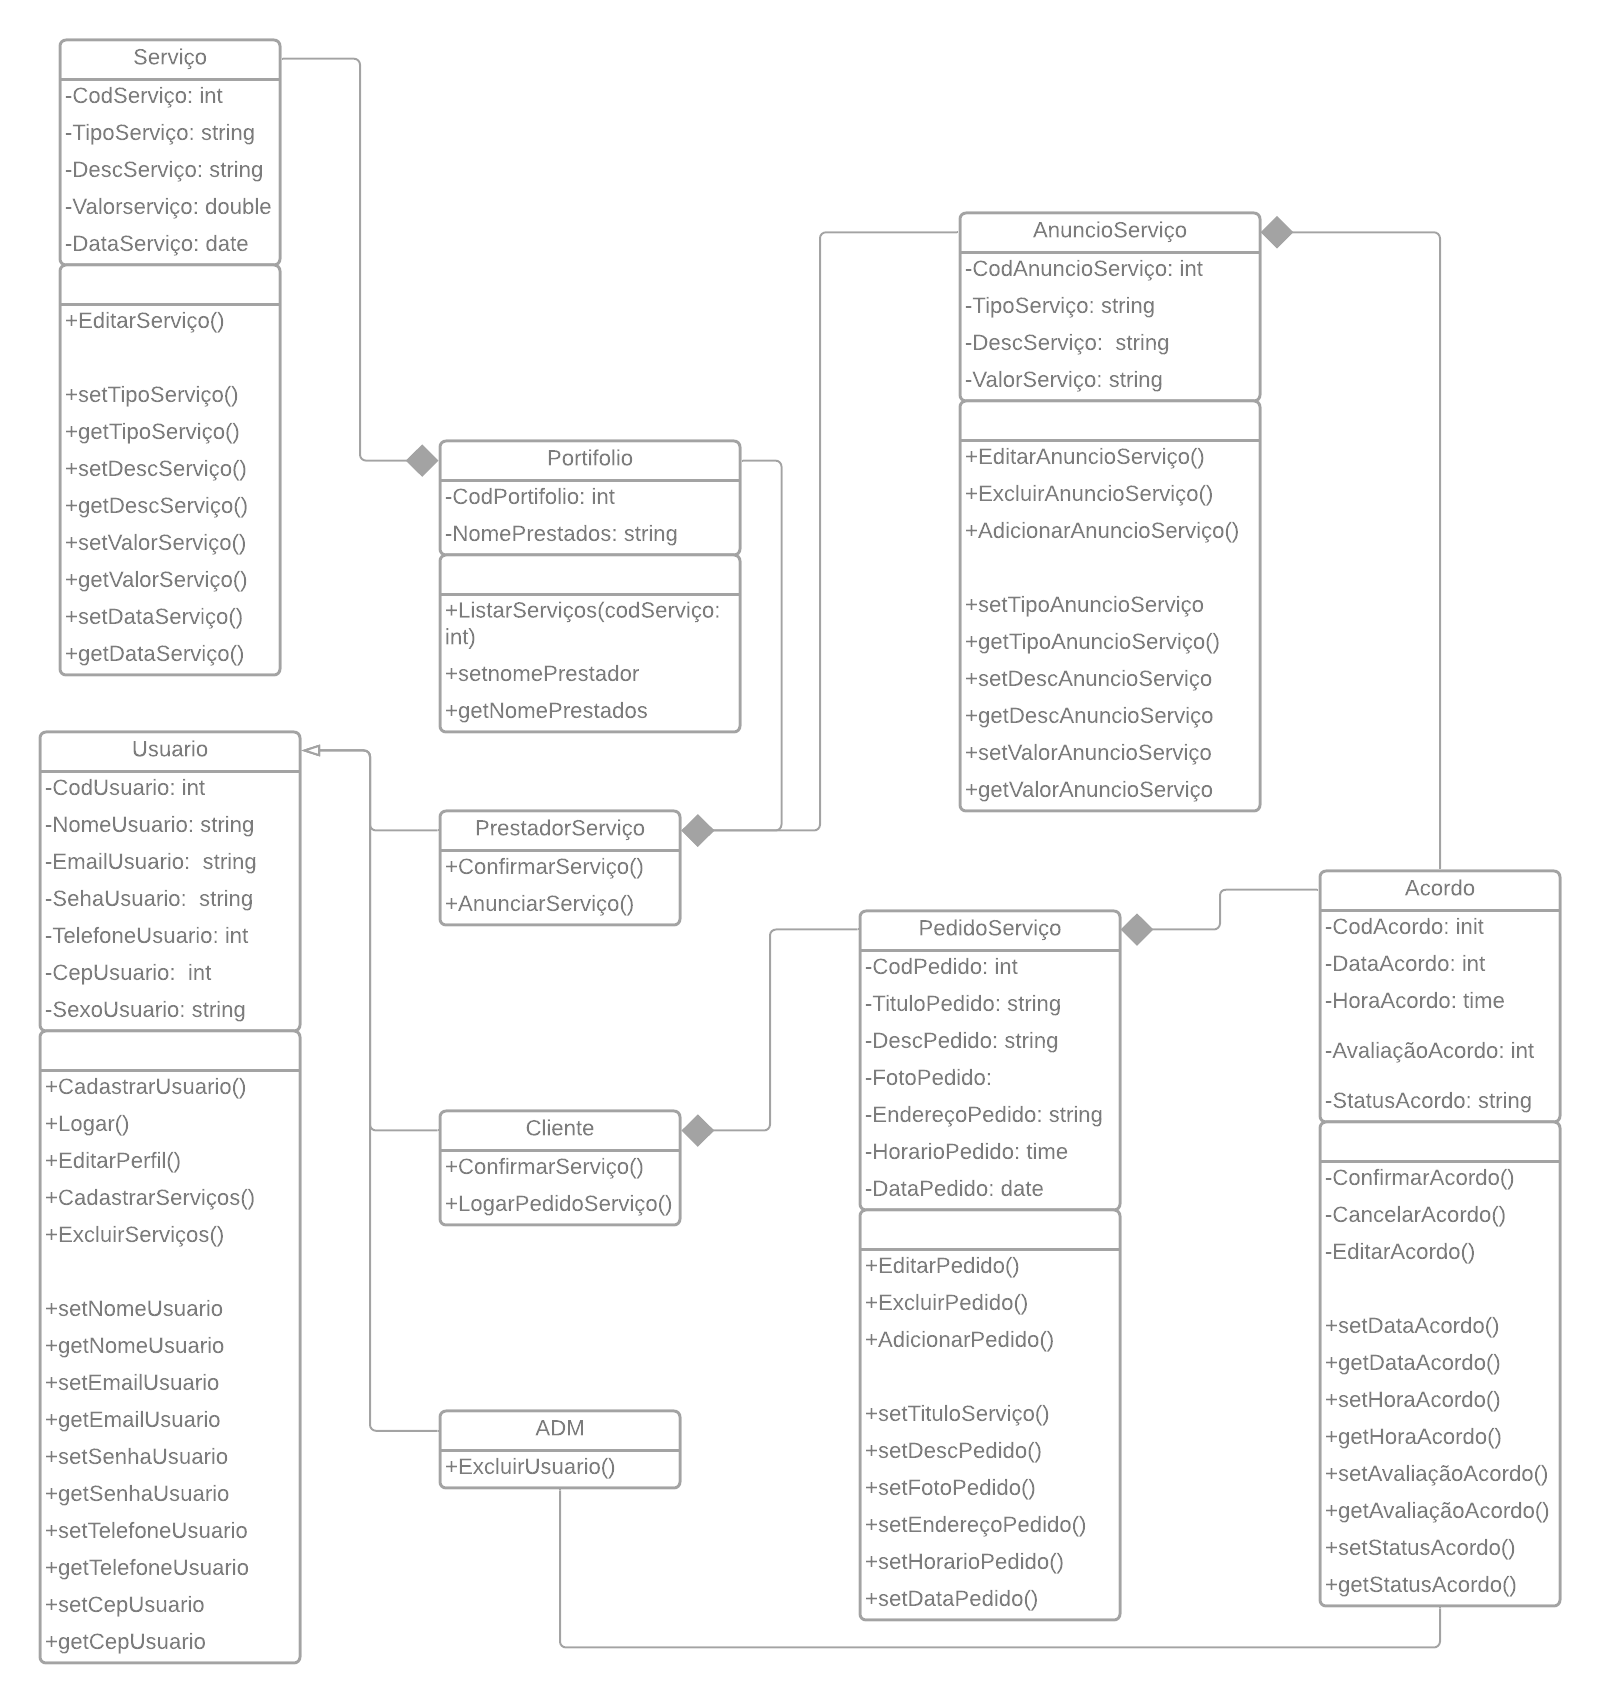 Serviço
-CodServiço: int
-TipoServiço: string
-DescServiço: string
-Valorserviço: double
-DataServiço: date
+EditarServiço()
+setTipoServiço()
+getTipoServiço()
+setDescServiço()
+getDescServiço()
+setValorServiço()
+getValorServiço()
+setDataServiço()
+getDataServiço()
Portifolio
-CodPortifolio: int
-NomePrestados: string
+ListarServiços(codServiço:
int)
+setnomePrestador
+getNomePrestados
AnuncioServiço
-CodAnuncioServiço: int
-TipoServiço: string
-DescServiço:  string
-ValorServiço: string
+EditarAnuncioServiço()
+ExcluirAnuncioServiço()
+AdicionarAnuncioServiço()
+setTipoAnuncioServiço
+getTipoAnuncioServiço()
+setDescAnuncioServiço
+getDescAnuncioServiço
+setValorAnuncioServiço
+getValorAnuncioServiço
Usuario
-CodUsuario: int
-NomeUsuario: string
-EmailUsuario:  string
-SehaUsuario:  string
-TelefoneUsuario: int
-CepUsuario:  int
-SexoUsuario: string
+CadastrarUsuario()
+Logar()
+EditarPerfil()
+CadastrarServiços()
+ExcluirServiços()
+setNomeUsuario
+getNomeUsuario
+setEmailUsuario
+getEmailUsuario
+setSenhaUsuario
+getSenhaUsuario
+setTelefoneUsuario
+getTelefoneUsuario
+setCepUsuario
+getCepUsuario
PrestadorServiço
+ConfirmarServiço()
+AnunciarServiço()
Cliente
+ConfirmarServiço()
+LogarPedidoServiço()
ADM
+ExcluirUsuario()
PedidoServiço
-CodPedido: int
-TituloPedido: string
-DescPedido: string
-FotoPedido:
-EndereçoPedido: string
-HorarioPedido: time
-DataPedido: date
+EditarPedido()
+ExcluirPedido()
+AdicionarPedido()
+setTituloServiço()
+setDescPedido()
+setFotoPedido()
+setEndereçoPedido()
+setHorarioPedido()
+setDataPedido()
Acordo
-CodAcordo: init
-DataAcordo: int
-HoraAcordo: time
-AvaliaçãoAcordo: int
-StatusAcordo: string
-ConfirmarAcordo()
-CancelarAcordo()
-EditarAcordo()
+setDataAcordo()
+getDataAcordo()
+setHoraAcordo()
+getHoraAcordo()
+setAvaliaçãoAcordo()
+getAvaliaçãoAcordo()
+setStatusAcordo()
+getStatusAcordo()